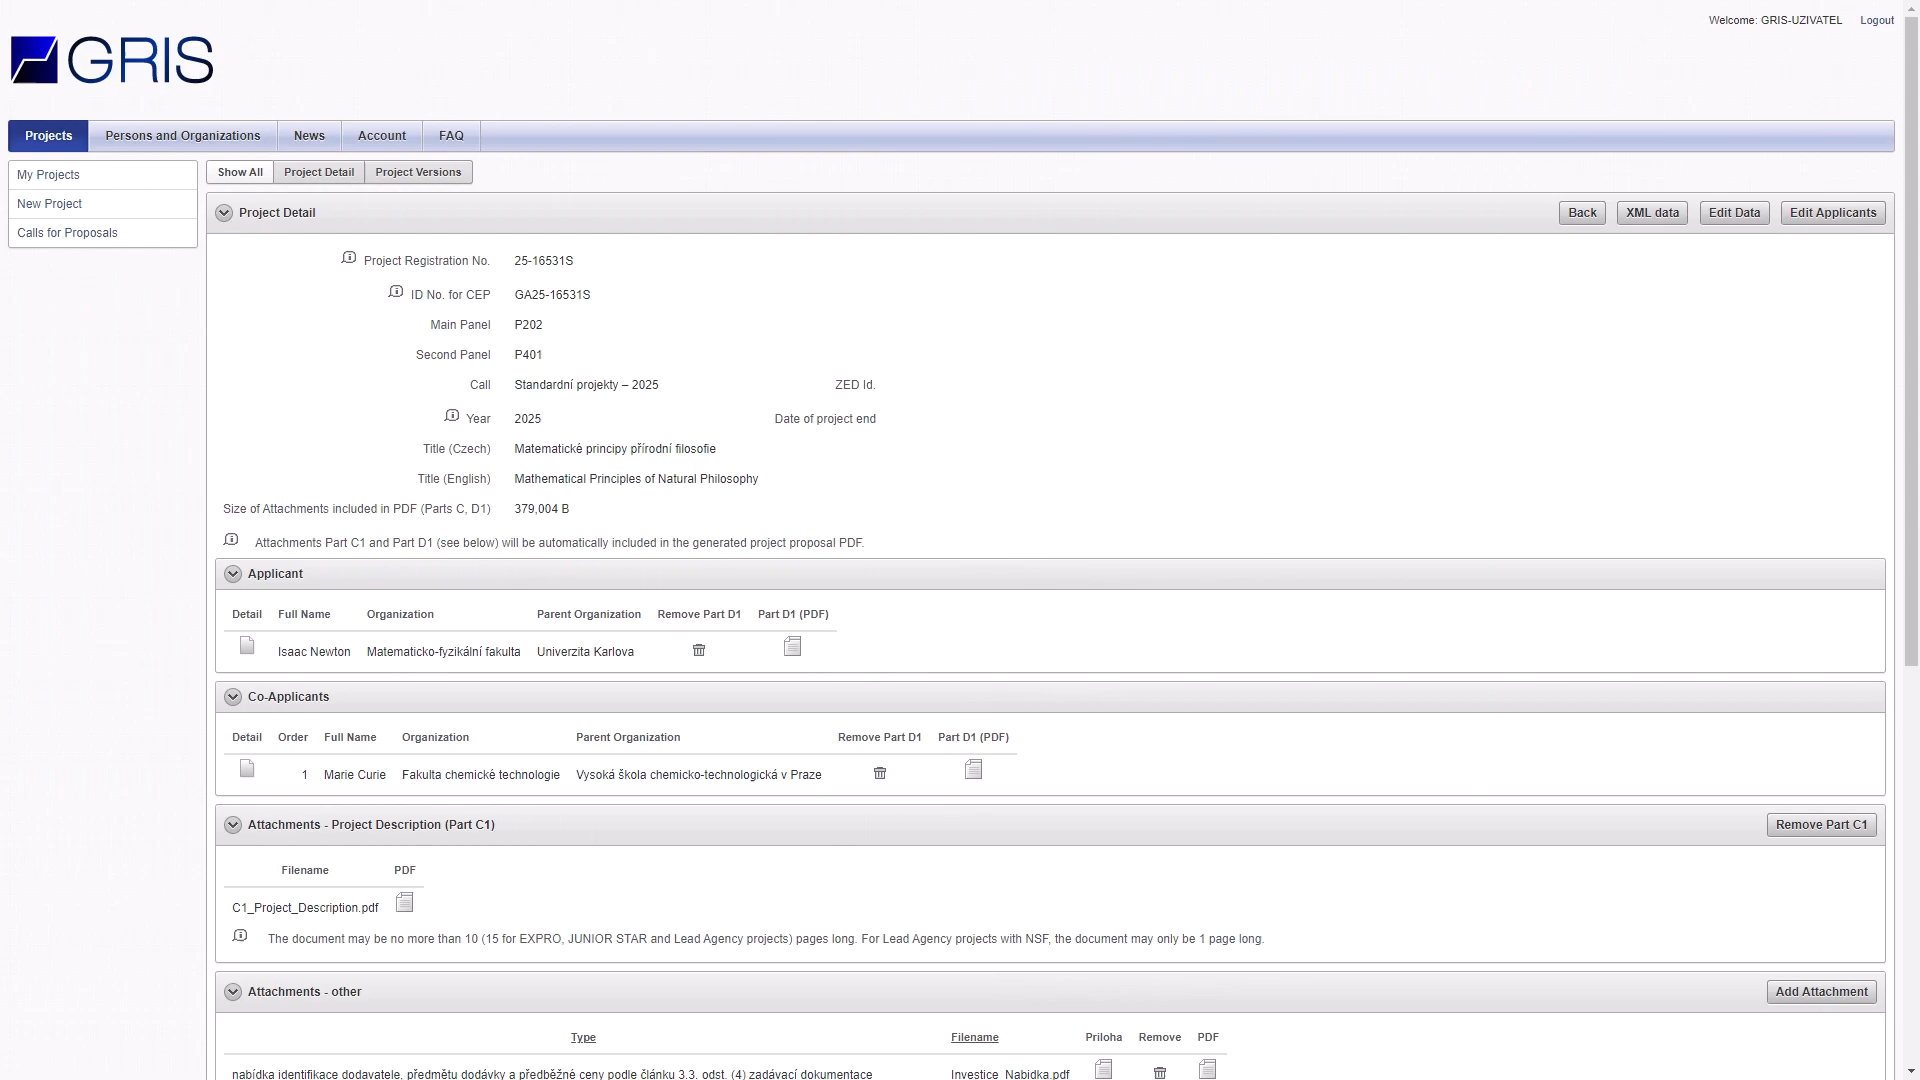 Welcome: GRIS-UZIVATEL Logout
GRIS
Projects Persons and Organizations News Account FAQ
My Projects
New Project
Calls for Proposals
Show All Project Detail Project Versions
Project Detail Back XML data Edit Data Edit Applicants
Project Registration No. 25-16531S
ID No. for CEP GA25-16531S
Main Panel P202
Second Panel P401
Call Standardní projekty – 2025 ZED Id.
Year 2025 Date of project end
Title (Czech) Matematické principy přírodní filosofie
Title (English) Mathematical Principles of Natural Philosophy
Size of Attachments included in PDF (Parts C, D1) 379,004 B
Attachments Part C1 and Part D1 (see below) will be automatically included in the generated project proposal PDF.
Applicant
Detail Full Name Organization Parent Organization Remove Part D1 Part D1 (PDF)
Isaac Newton Matematicko-fyzikální fakulta Univerzita Karlova
Co-Applicants
Detail Order Full Name Organization Parent Organization Remove Part D1 Part D1 (PDF)
1 Marie Curie Fakulta chemické technologie Vysoká škola chemicko-technologická v Praze
Attachments - Project Description (Part C1) Remove Part C1
Filename PDF
C1_Project_Description.pdf
The document may be no more than 10 (15 for EXPRO, JUNIOR STAR and Lead Agency projects) pages long. For Lead Agency projects with NSF, the document may only be 1 page long.
Attachments - other Add Attachment
Type Filename Priloha Remove PDF
nabídka identifikace dodavatele, předmětu dodávky a předběžné ceny podle článku 3.3. odst. (4) zadávací dokumentace Investice_Nabidka.pdf